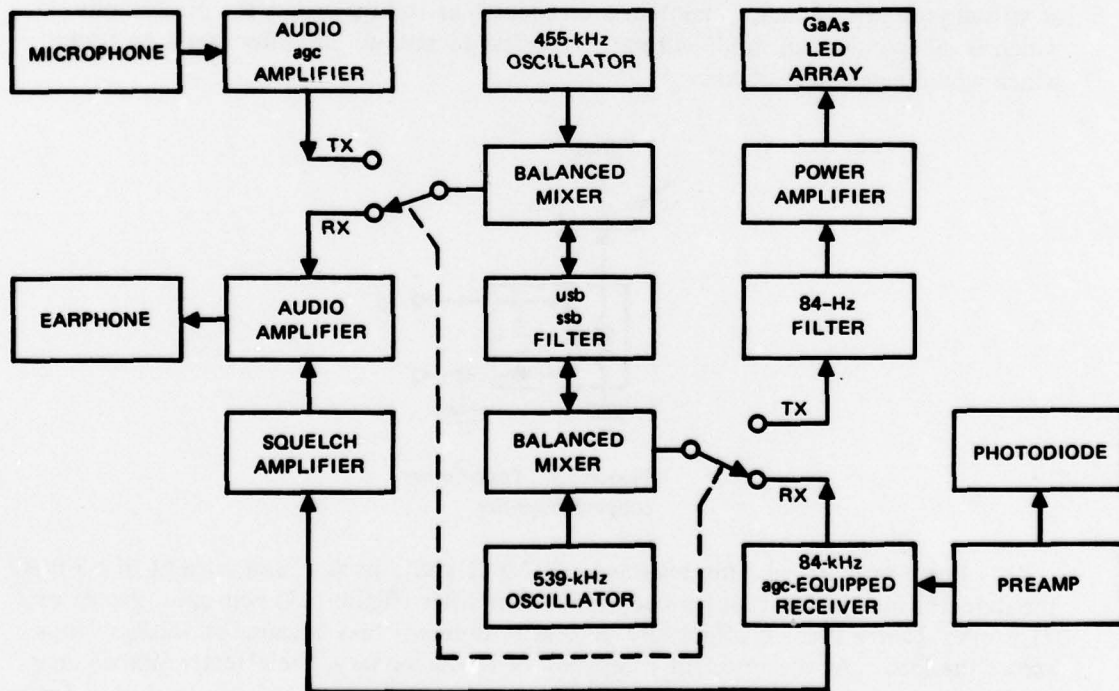 MICROPHONE
AUDIO
agc
AMPLIFIER
455-kHz
OSCILLATOR
GaAs
LED
ARRAY
TX
BALANCED
MIXER
POWER
AMPLIFIER
RX
EARPHONE
AUDIO
AMPLIFIER
usb
ssb
FILTER
84-Hz
FILTER
SQUELCH
AMPLIFIER
BALANCED
MIXER
TX
RX
PHOTODIODE
539-kHz
OSCILLATOR
84-kHz
agc-EQUIPPED
RECEIVER
PREAMP